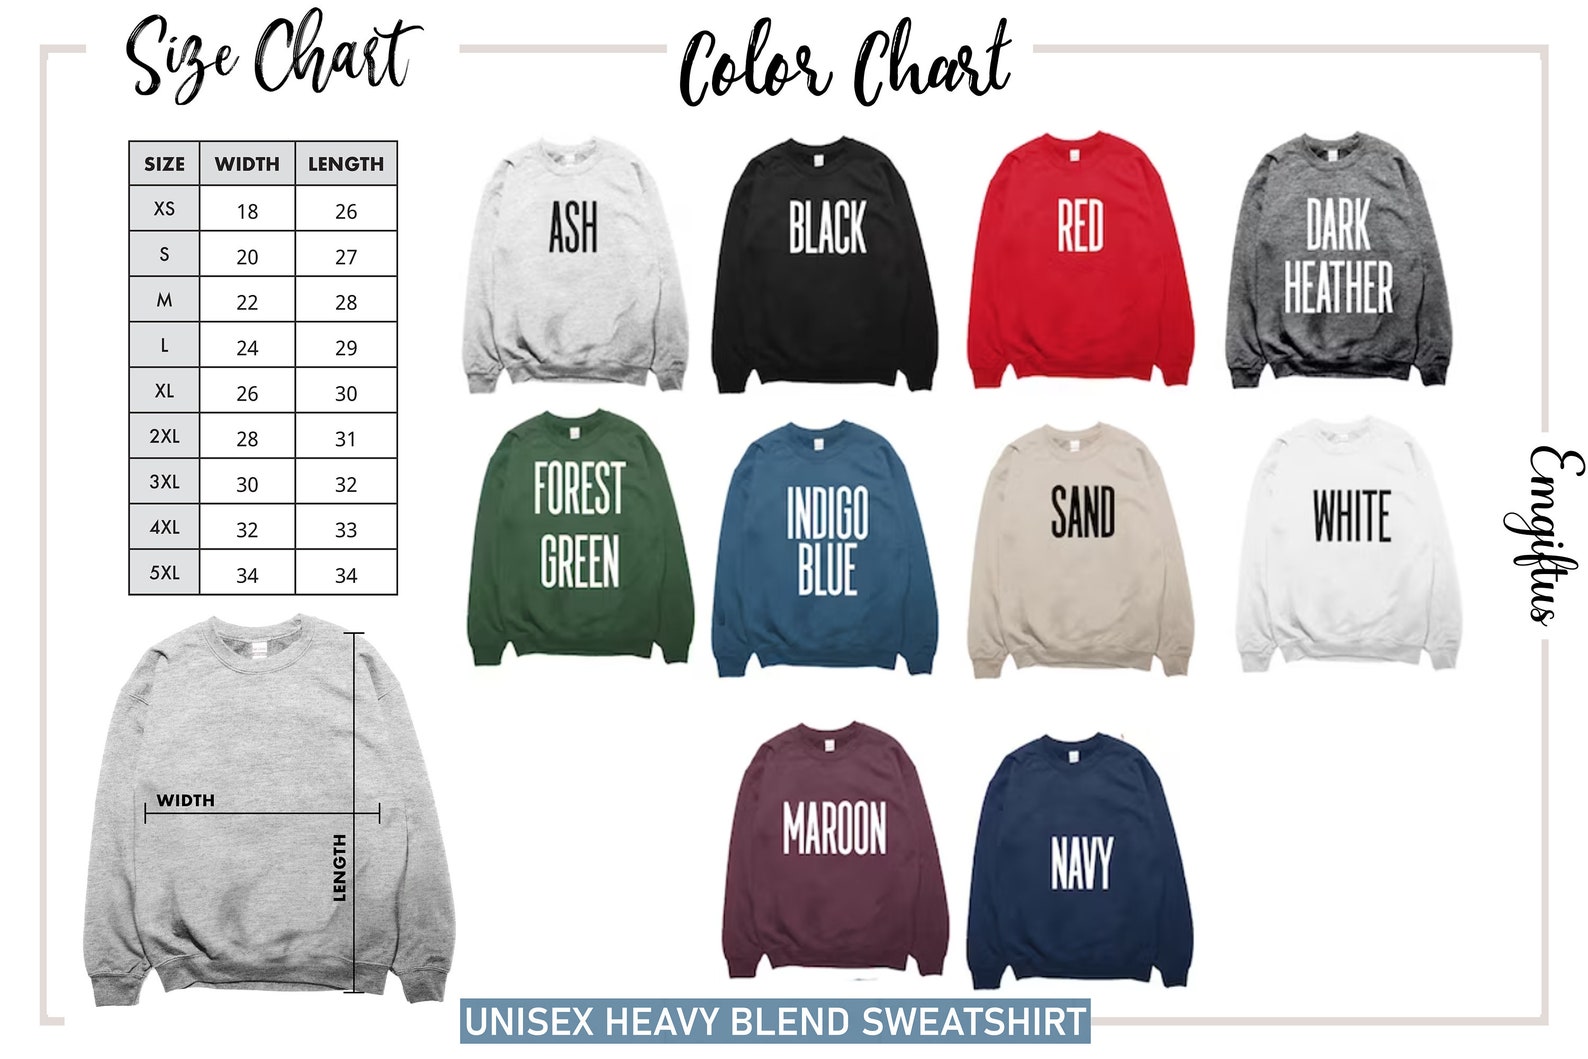 Size Chart
Color Chart
SIZE WIDTH LENGTH
XS 18 26
S 20 27
M 22 28
L 24 29
XL 26 30
2XL 28 31
3XL 30 32
4XL 32 33
5XL 34 34
WIDTH
LENGTH
ASH
BLACK
RED
DARK
HEATHER
FOREST
GREEN
INDIGO
BLUE
SAND
WHITE
MAROON
NAVY
Emgiftus
UNISEX HEAVY BLEND SWEATSHIRT